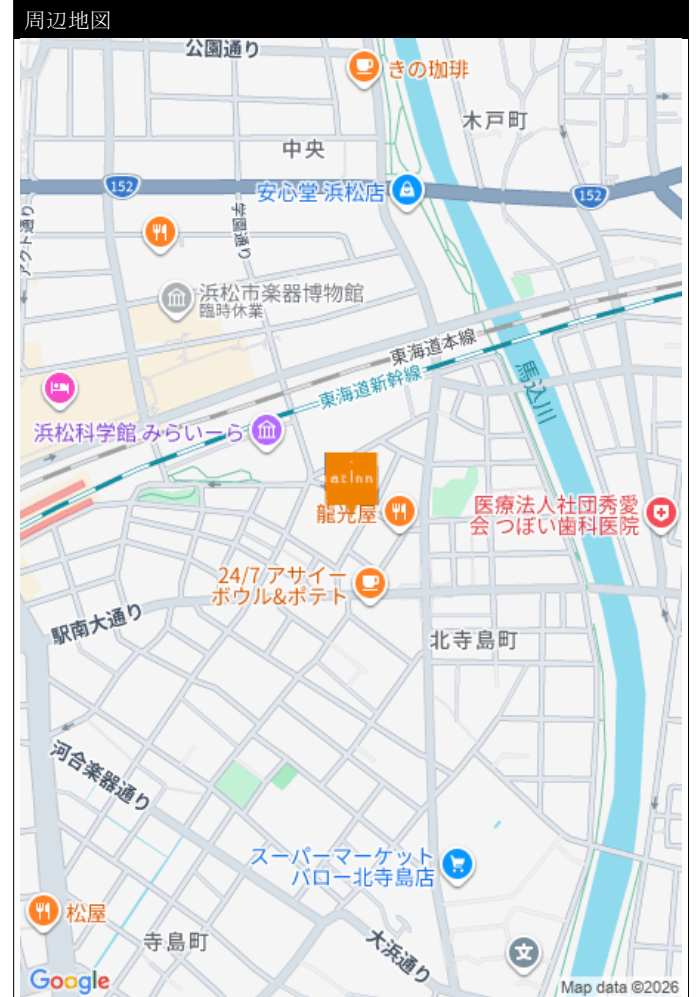 周辺地図
公園通り
きの珈琲
木戸町
中央
152
安心堂 浜松店
152
アクト通り
学園通り
浜松市楽器博物館
臨時休業
東海道本線
東海道新幹線
馬込川
浜松科学館 みらいーら
atInn
龍光屋
医療法人社団秀愛
会 つぼい歯科医院
24/7 アサイー
ボウル&ポテト
駅南大通り
北寺島町
河合楽器通り
スーパーマーケット
バロー北寺島店
松屋
寺島町
大浜通り
文
Google
Map data ©2026